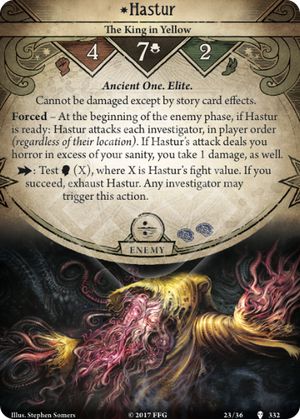 Hastur
The King in Yellow
4 7 2
Ancient One. Elite.
Cannot be damaged except by story card effects.
Forced – At the beginning of the enemy phase, if Hastur
is ready: Hastur attacks each investigator, in player order
(regardless of their location). If Hastur's attack deals you
horror in excess of your sanity, you take 1 damage, as well.
: Test (X), where X is Hastur's fight value. If you
succeed, exhaust Hastur. Any investigator may
trigger this action.
ENEMY
Illus. Stephen Somers © 2017 FFG 23/36 332